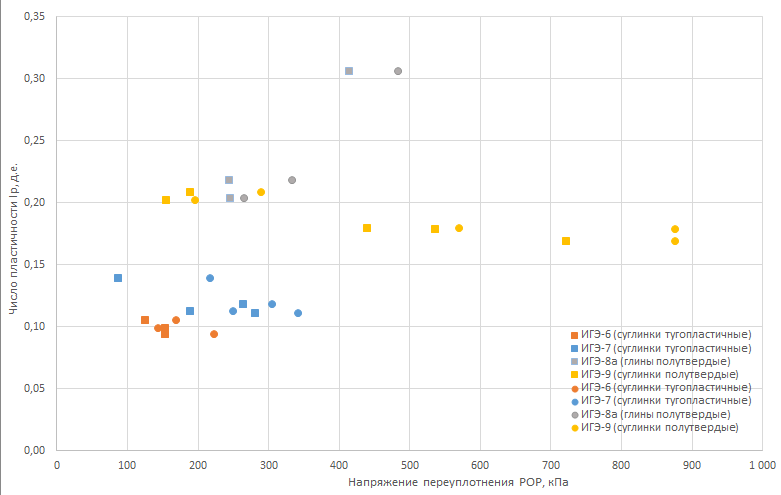 0,35
0,30
0,25
0,20
0,15
0,10
0,05
0,00
Число пластичности Ip, д.е.
ИГЭ-6 (суглинки тугопластичные)
ИГЭ-7 (суглинки тугопластичные)
ИГЭ-8а (глины полутвердые)
ИГЭ-9 (суглинки полутвердые)
ИГЭ-6 (суглинки тугопластичные)
ИГЭ-7 (суглинки тугопластичные)
ИГЭ-8а (глины полутвердые)
ИГЭ-9 (суглинки полутвердые)
0 100 200 300 400 500 600 700 800 900 1 000
Напряжение переуплотнения POP, кПа